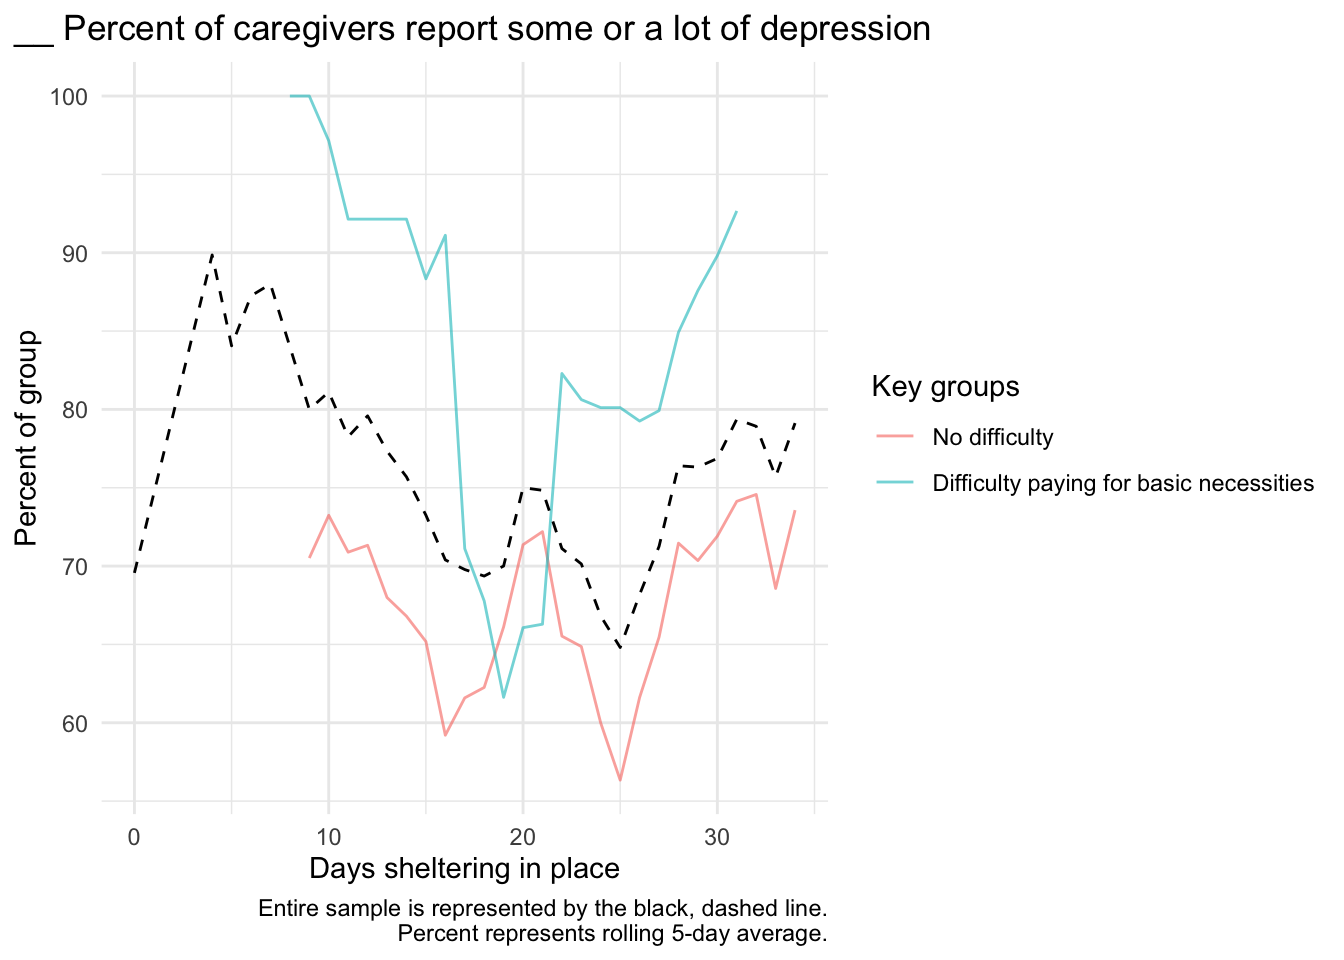 __ Percent of caregivers report some or a lot of depression
Percent of group
100
90
80
70
60
0
10
20
30
Days sheltering in place
Key groups
No difficulty
Difficulty paying for basic necessities
Entire sample is represented by the black, dashed line.
Percent represents rolling 5-day average.